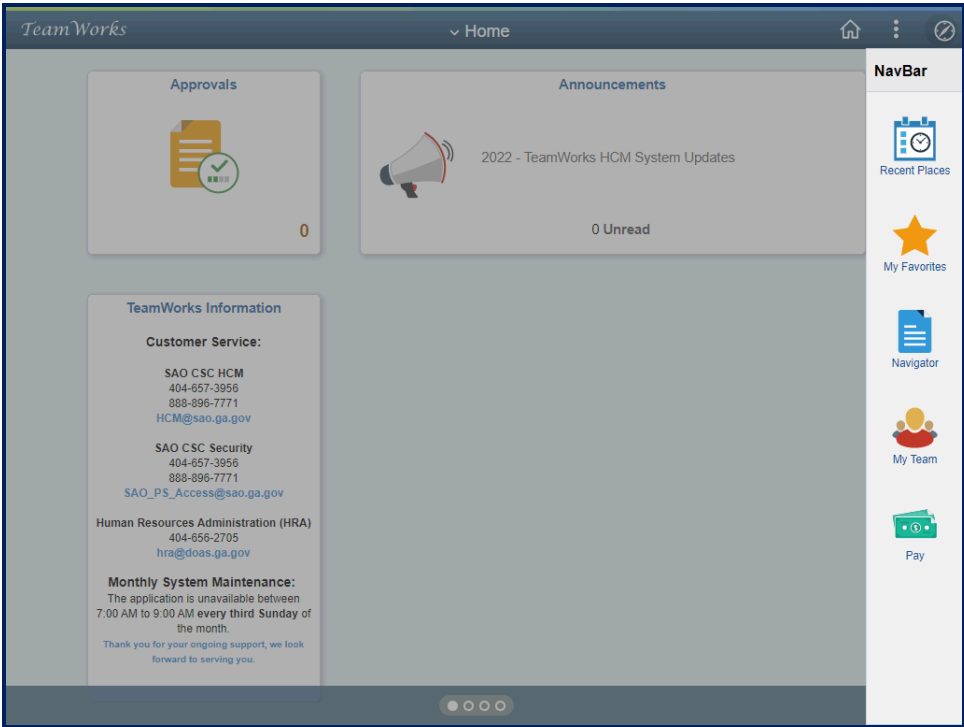 TeamWorks
Home
NavBar
Approvals
0
Announcements
2022 - TeamWorks HCM System Updates
0 Unread
TeamWorks Information
Customer Service:
SAO CSC HCM
404-657-3956
888-896-7771
HCM@sao.ga.gov
SAO CSC Security
404-657-3956
888-896-7771
SAO_PS_Access@sao.ga.gov
Human Resources Administration (HRA)
404-656-2705
hra@doas.ga.gov
Monthly System Maintenance:
The application is unavailable between
7:00 AM to 9:00 AM every third Sunday of
the month.
Thank you for your ongoing support, we look
forward to serving you.
Recent Places
My Favorites
Navigator
My Team
Pay